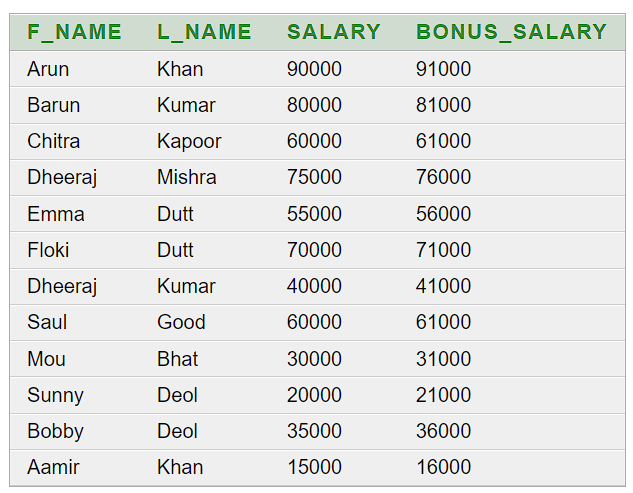 F_NAME L_NAME SALARY BONUS_SALARY
Arun Khan 90000 91000
Barun Kumar 80000 81000
Chitra Kapoor 60000 61000
Dheeraj Mishra 75000 76000
Emma Dutt 55000 56000
Floki Dutt 70000 71000
Dheeraj Kumar 40000 41000
Saul Good 60000 61000
Mou Bhat 30000 31000
Sunny Deol 20000 21000
Bobby Deol 35000 36000
Aamir Khan 15000 16000